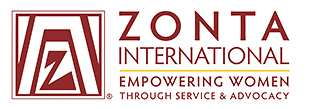 Z
®
ZONTA
INTERNATIONAL
EMPOWERING WOMEN
THROUGH SERVICE & ADVOCACY